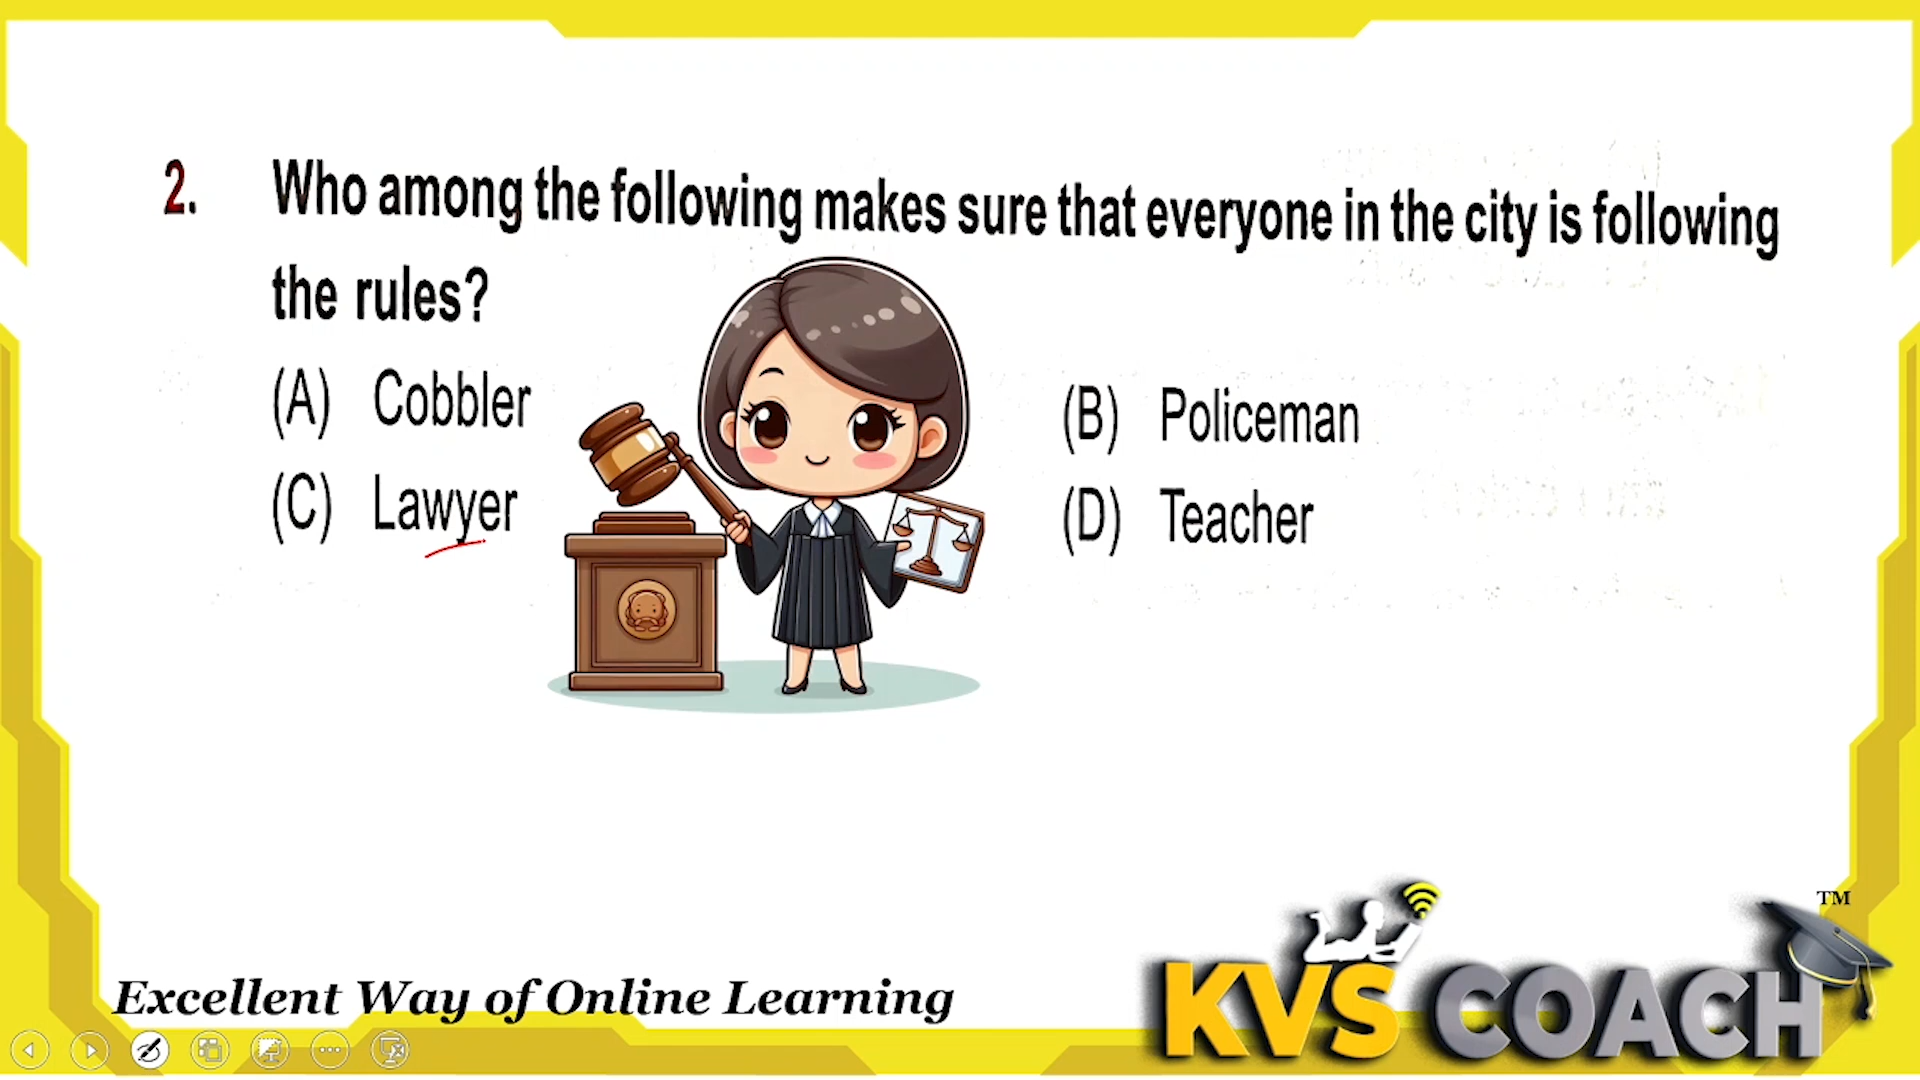 2. Who among the following makes sure that everyone in the city is following
the rules?
(A) Cobbler
(B) Policeman
(C) Lawyer
(D) Teacher
Excellent Way of Online Learning
KVS COACH
TM